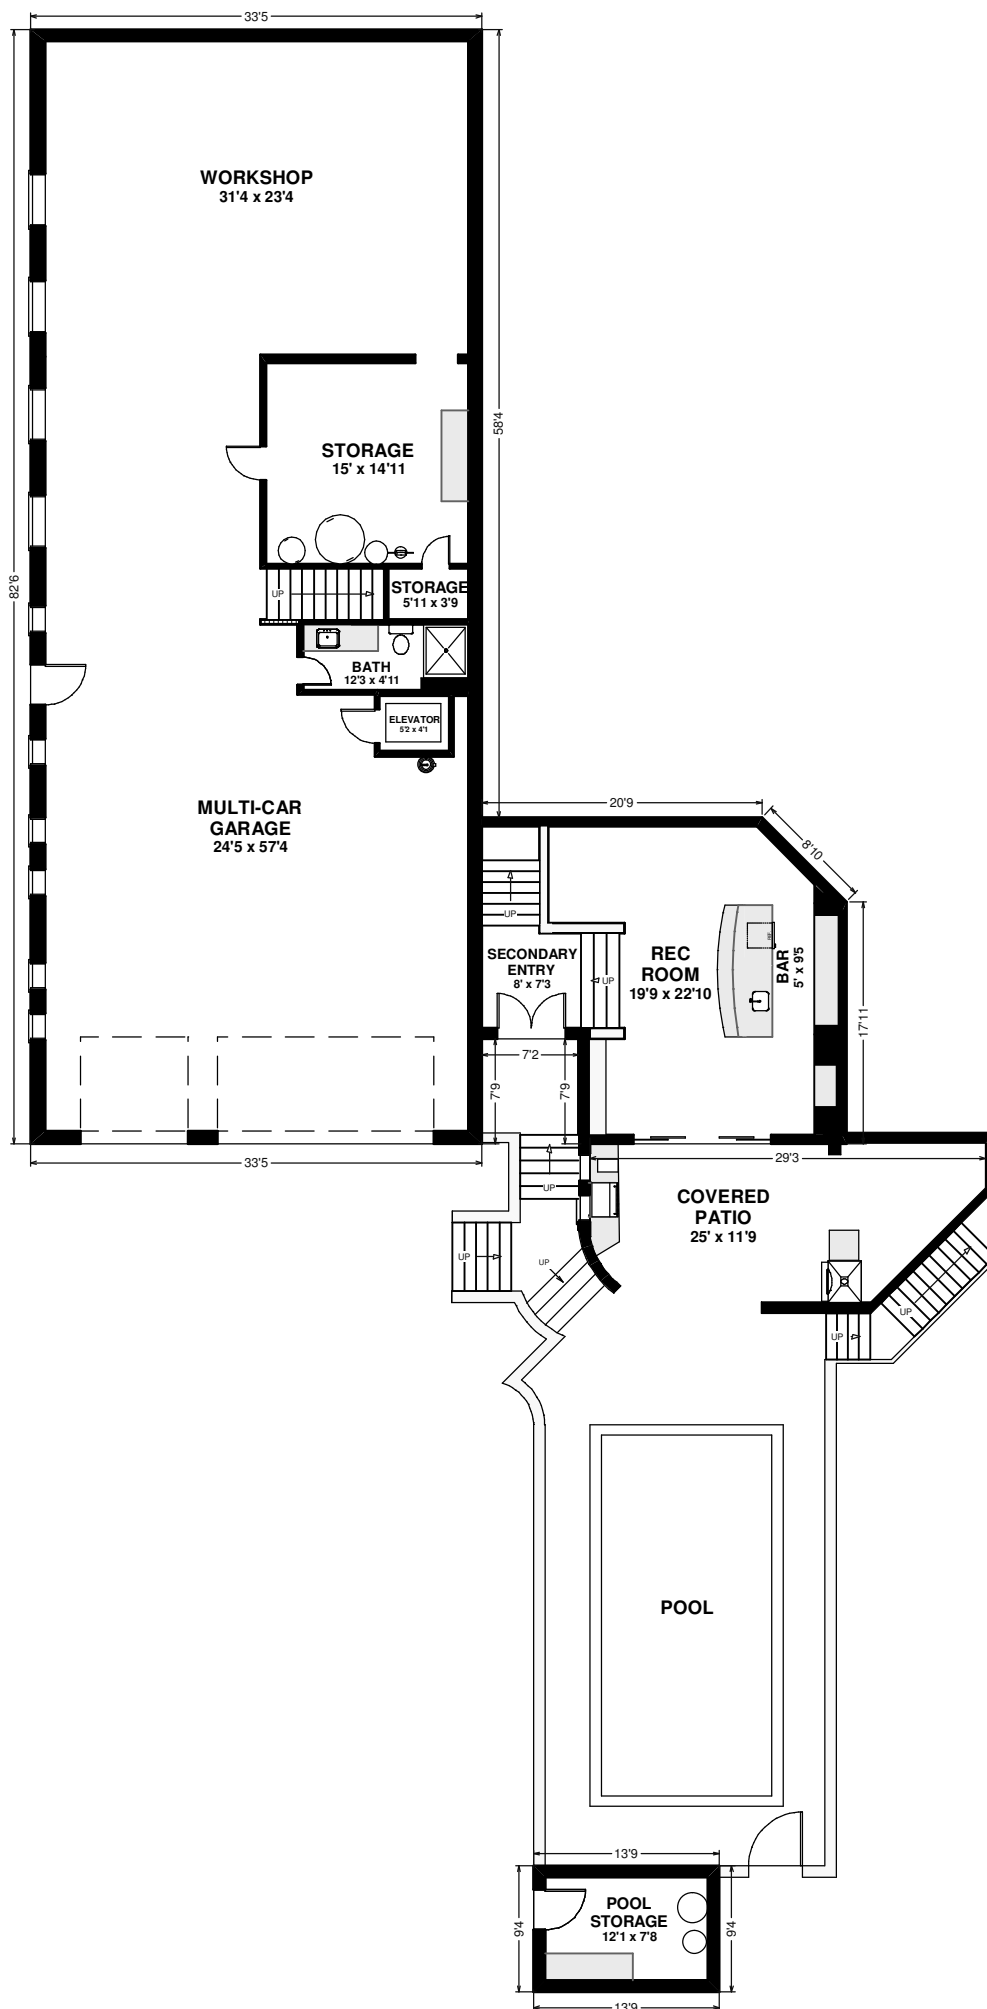 33'5
WORKSHOP
31'4 x 23'4
58'4
STORAGE
15' x 14'11
82'6
UP
STORAGE
5'11 x 3'9
BATH
12'3 x 4'11
ELEVATOR
5'2 x 4'1
MULTI-CAR
GARAGE
24'5 x 57'4
20'9
8'10
UP
SECONDARY
ENTRY
8' x 7'3
UP
REC
ROOM
19'9 x 22'10
BAR
5' x 9'5
REF
17'11
7'2
7'9
7'9
33'5
29'3
UP
COVERED
PATIO
25' x 11'9
UP
UP
UP
UP
POOL
13'9
POOL
STORAGE
12'1 x 7'8
9'4
9'4
13'9